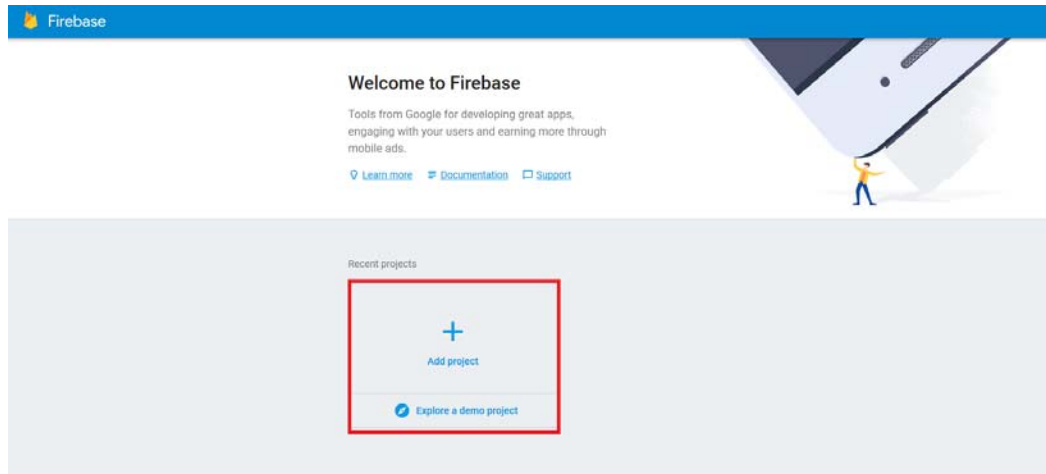 Firebase
Welcome to Firebase
Tools from Google for developing great apps,
engaging with your users and earning more through
mobile ads.
Learn more Documentation Support
Recent projects
Add project
Explore a demo project